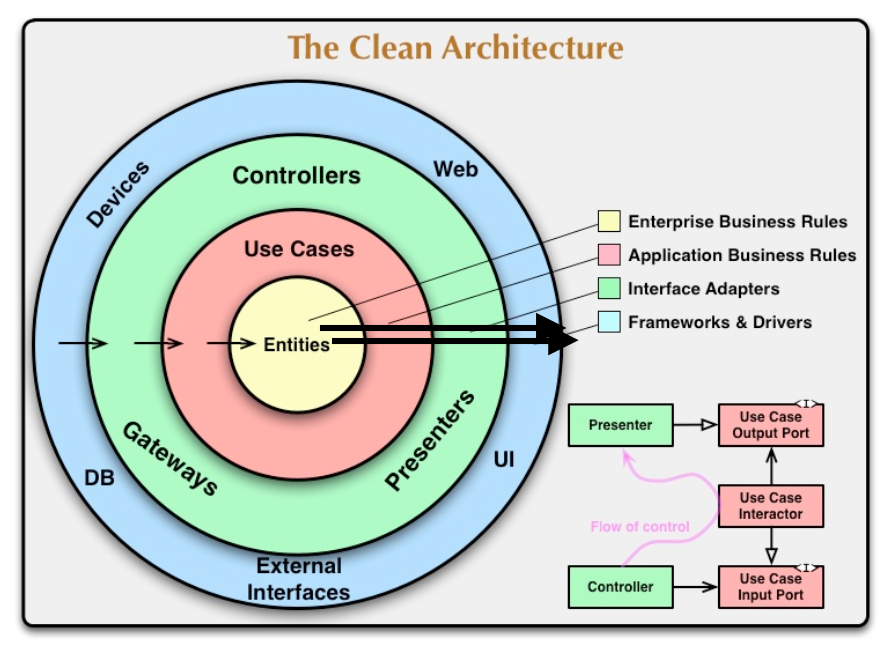 The Clean Architecture
Devices
Controllers
Web
Use Cases
Entities
Gateways
Presenters
DB
UI
External
Interfaces
Enterprise Business Rules
Application Business Rules
Interface Adapters
Frameworks & Drivers
Presenter
<I>
Use Case
Output Port
Flow of control
Use Case
Interactor
Controller
<I>
Use Case
Input Port